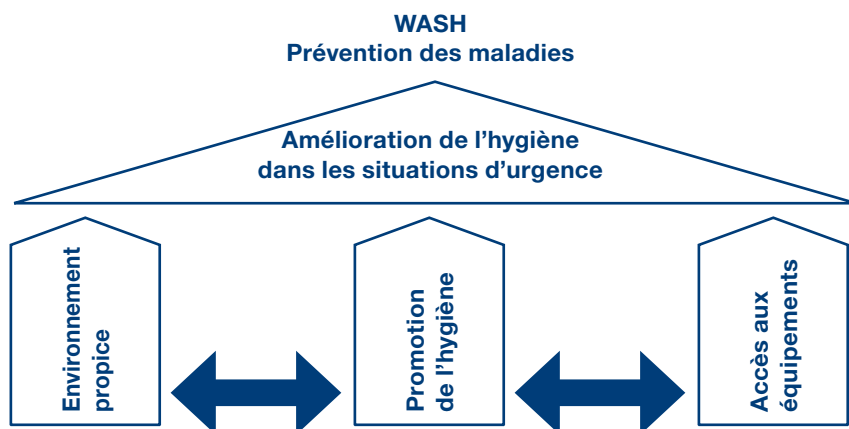 WASH
Prévention des maladies
Amélioration de l’hygiène
dans les situations d’urgence
Environnement
propice
Promotion
de l’hygiène
Accès aux
équipements